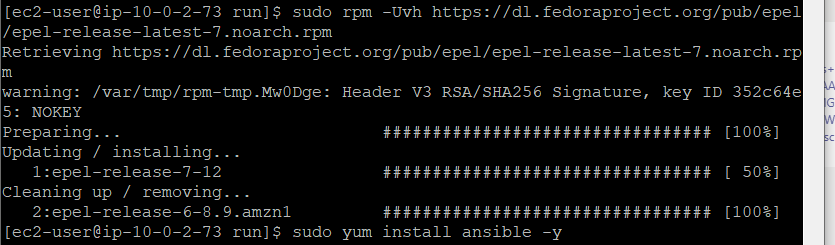 [ec2-user@ip-10-0-2-73 run]$ sudo rpm -Uvh https://dl.fedoraproject.org/pub/epel
/epel-release-latest-7.noarch.rpm
Retrieving https://dl.fedoraproject.org/pub/epel/epel-release-latest-7.noarch.rp
m
warning: /var/tmp/rpm-tmp.Mw0Dge: Header V3 RSA/SHA256 Signature, key ID 352c64e
5: NOKEY
Preparing... ################################# [100%]
Updating / installing...
1:epel-release-7-12 ################################# [ 50%]
Cleaning up / removing...
2:epel-release-6-8.9.amzn1 ################################# [100%]
[ec2-user@ip-10-0-2-73 run]$ sudo yum install ansible -y